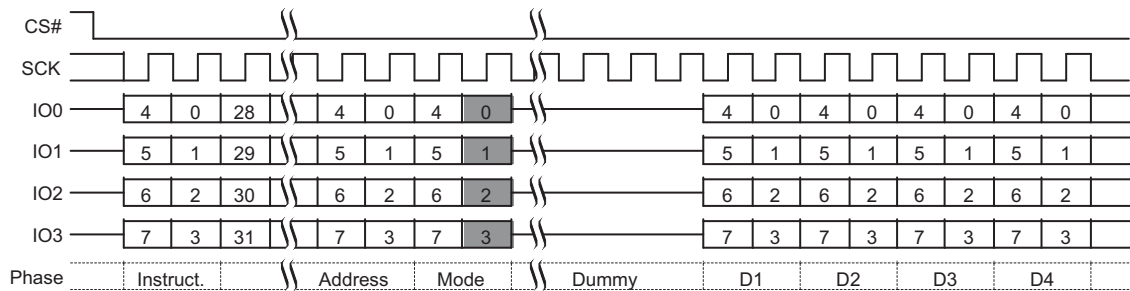 CS#
SCK
IO0 4 0 28 4 0 4 0 4 0 4 0 4 0 4 0
IO1 5 1 29 5 1 5 1 5 1 5 1 5 1 5 1
IO2 6 2 30 6 2 6 2 6 2 6 2 6 2 6 2
IO3 7 3 31 7 3 7 3 7 3 7 3 7 3 7 3
Phase Instruct. Address Mode Dummy D1 D2 D3 D4